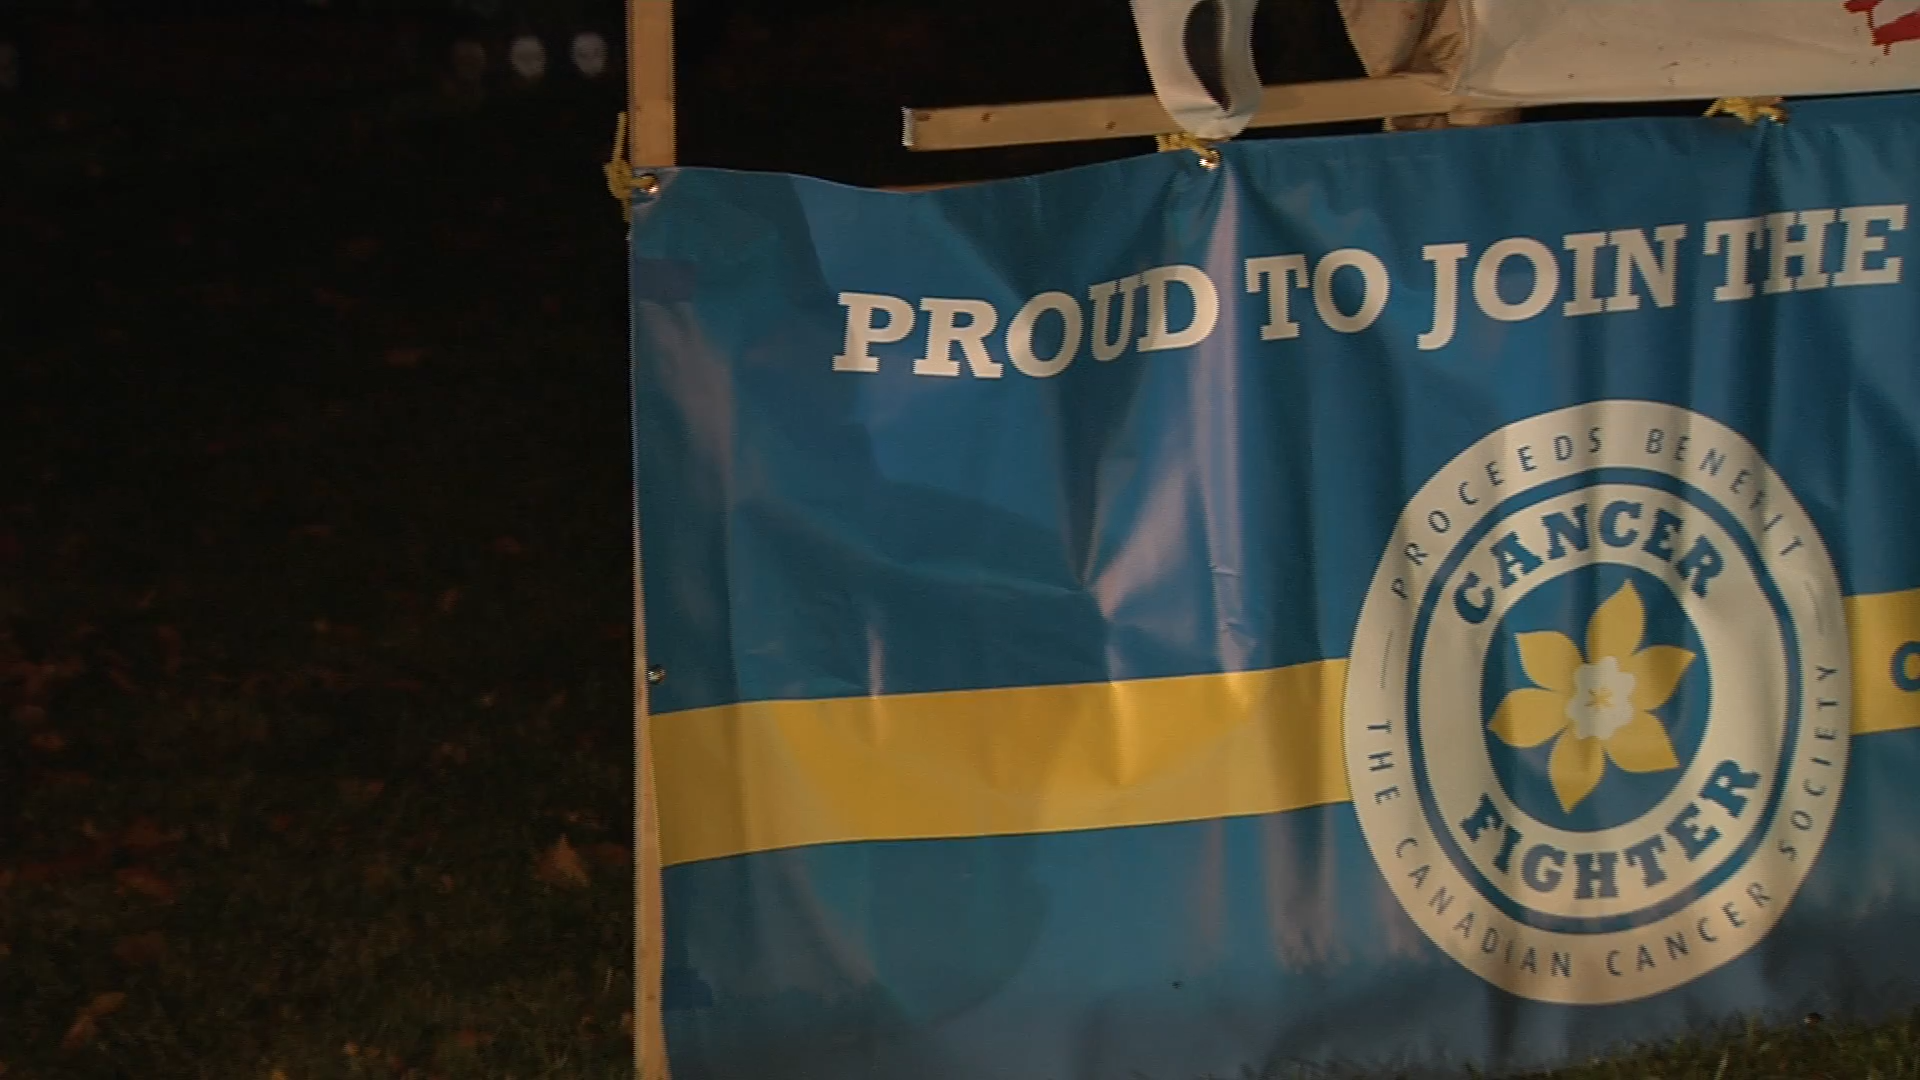 PROUD TO JOIN THE
PROCEEDS BENEFIT
CANCER
FIGHTER
THE CANADIAN CANCER SOCIETY